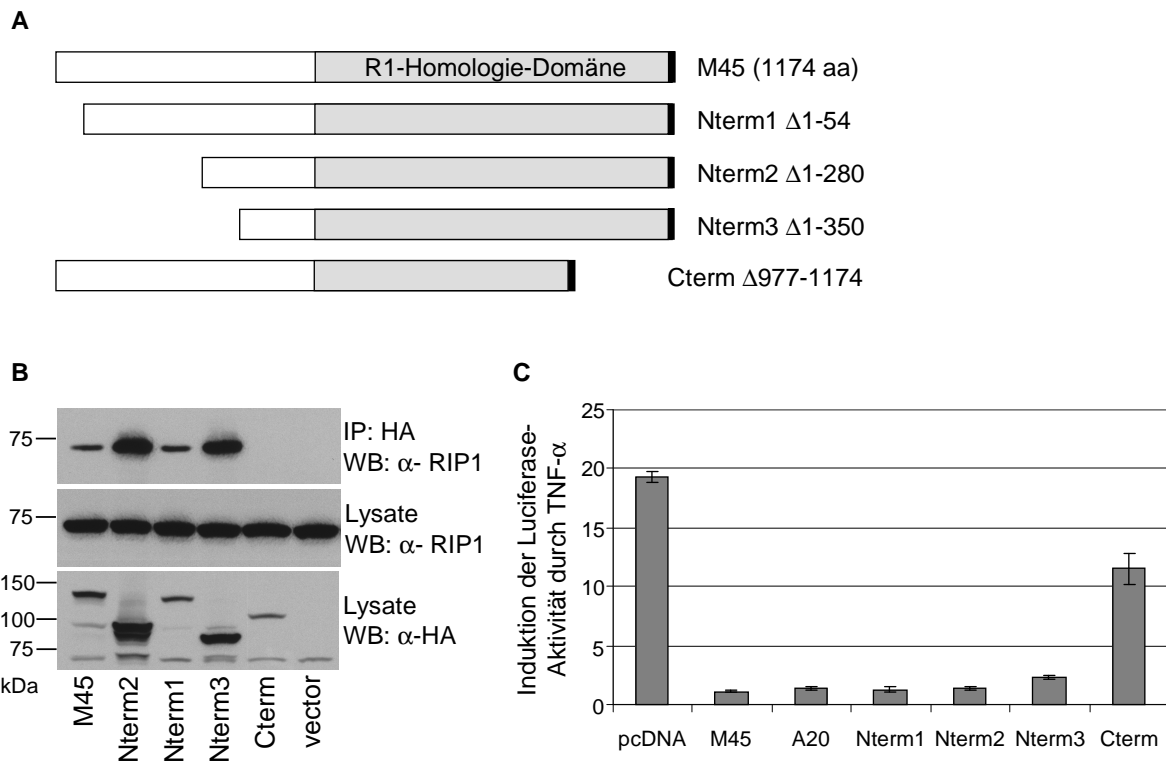 A
R1-Homologie-Domäne
M45 (1174 aa)
Nterm1 Δ1-54
Nterm2 Δ1-280
Nterm3 Δ1-350
Cterm Δ977-1174
B
75
IP: HA
WB: α- RIP1
75
Lysate
WB: α- RIP1
150
100
75
Lysate
WB: α-HA
kDa
M45
Nterm2
Nterm1
Nterm3
Cterm
vector
C
Induktion der Luciferase-
Aktivität durch TNF-α
25
20
15
10
5
0
pcDNA
M45
A20
Nterm1
Nterm2
Nterm3
Cterm